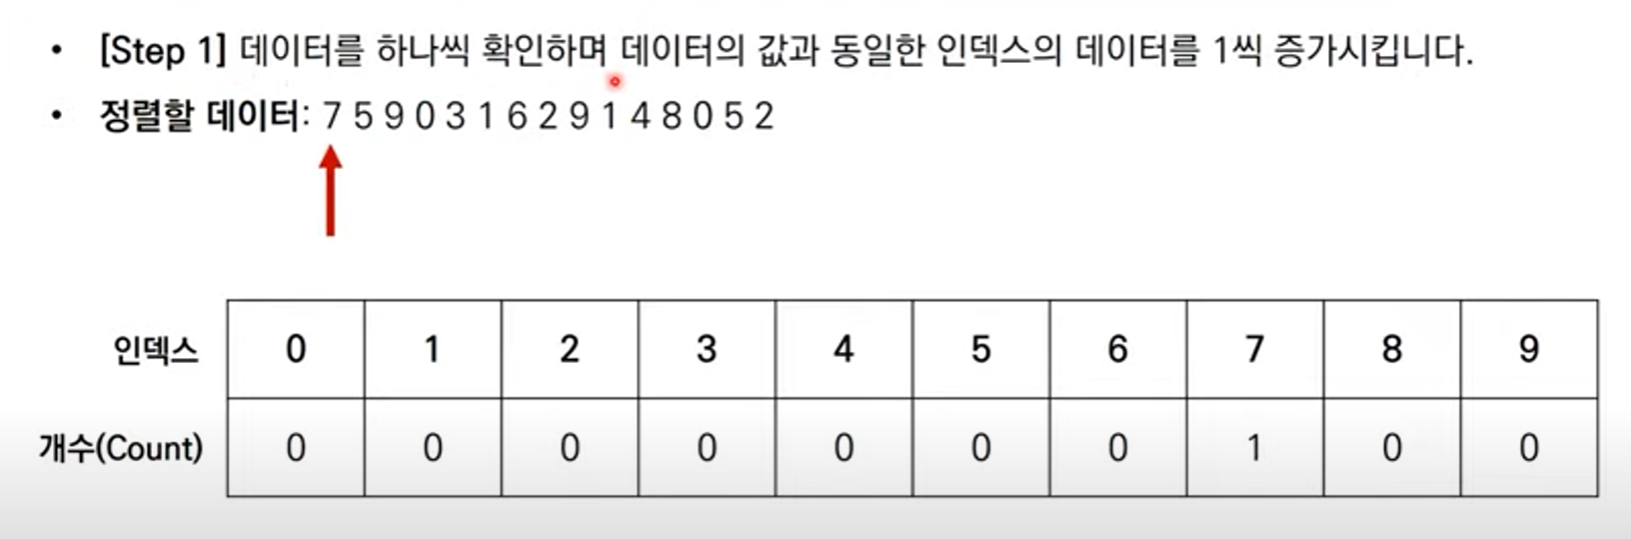 • [Step 1] 데이터를 하나씩 확인하며 데이터의 값과 동일한 인덱스의 데이터를 1씩 증가시킵니다.
• 정렬할 데이터: 7 5 9 0 3 1 6 2 9 1 4 8 0 5 2
인덱스 0 1 2 3 4 5 6 7 8 9
개수(Count) 0 0 0 0 0 0 0 1 0 0